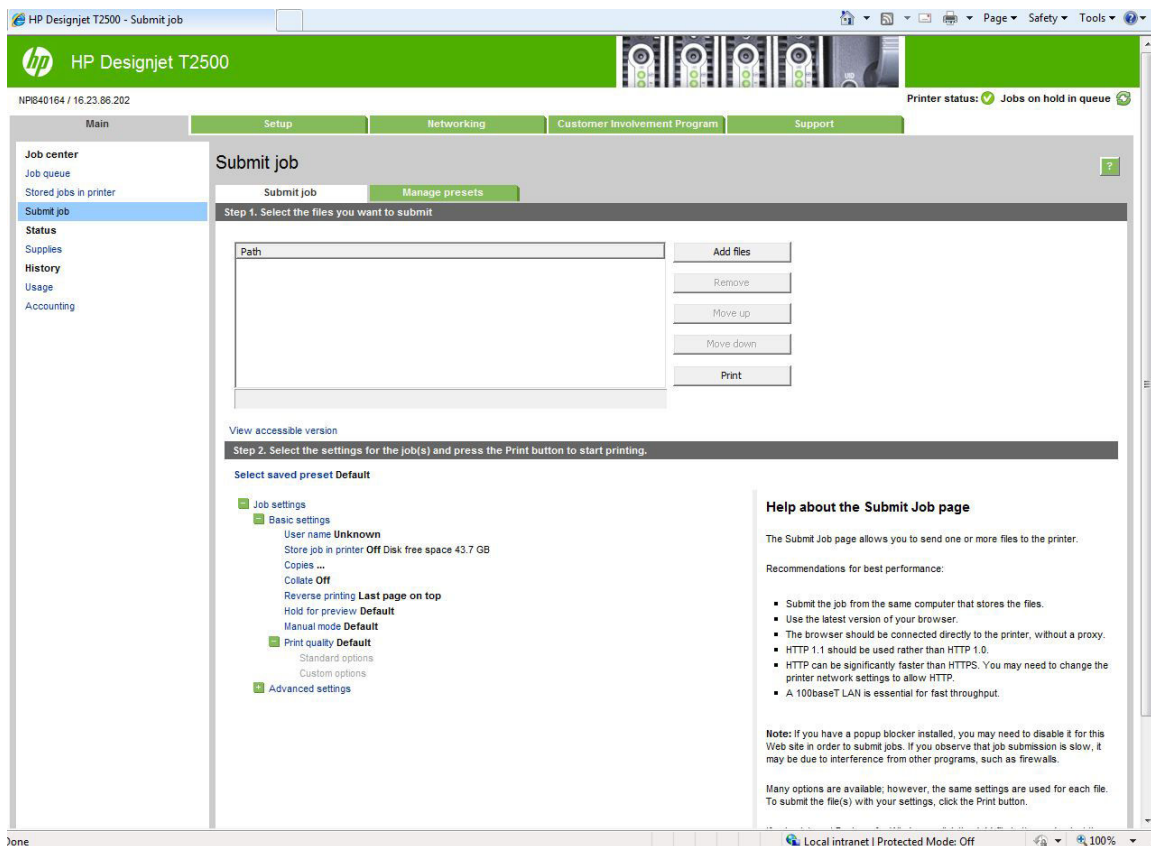 HP Designjet T2500 - Submit job
Page Safety Tools
hp HP Designjet T2500
NPI840164 / 16.23.86.202
Printer status: Jobs on hold in queue
Main Setup Networking Customer Involvement Program Support
Job center
Job queue
Stored jobs in printer
Submit job
Status
Supplies
History
Usage
Accounting
Submit job
?
Submit job Manage presets
Step 1. Select the files you want to submit
Path
Add files
Remove
Move up
Move down
Print
View accessible version
Step 2. Select the settings for the job(s) and press the Print button to start printing.
Select saved preset Default
Job settings
Basic settings
User name Unknown
Store job in printer Off Disk free space 43.7 GB
Copies ...
Collate Off
Reverse printing Last page on top
Hold for preview Default
Manual mode Default
Print quality Default
Standard options
Custom options
Advanced settings
Help about the Submit Job page
The Submit Job page allows you to send one or more files to the printer.
Recommendations for best performance:
Submit the job from the same computer that stores the files.
Use the latest version of your browser.
The browser should be connected directly to the printer, without a proxy.
HTTP 1.1 should be used rather than HTTP 1.0.
HTTP can be significantly faster than HTTPS. You may need to change the
printer network settings to allow HTTP.
A 100baseT LAN is essential for fast throughput.
Note: If you have a popup blocker installed, you may need to disable it for this
Web site in order to submit jobs. If you observe that job submission is slow, it
may be due to interference from other programs, such as firewalls.
Many options are available; however, the same settings are used for each file.
To submit the file(s) with your settings, click the Print button.
Done
Local intranet | Protected Mode: Off
100%